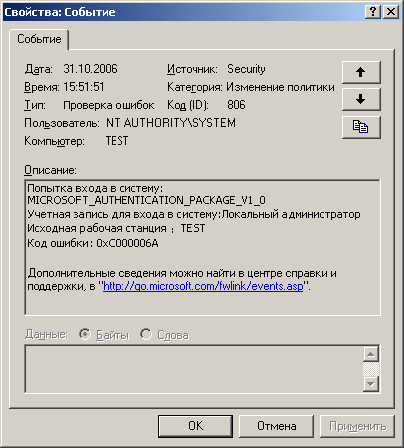 Свойства: Событие
Событие
Дата: 31.10.2006 Источник: Security
Время: 15:51:51 Категория: Изменение политики
Тип: Проверка ошибок Код (ID): 806
Пользователь: NT AUTHORITY\SYSTEM
Компьютер: TEST
Описание:
Попытка входа в систему:
MICROSOFT_AUTHENTICATION_PACKAGE_V1_0
Учетная запись для входа в систему:Локальный администратор
Исходная рабочая станция ; TEST
Код ошибки: 0xC000006A
Дополнительные сведения можно найти в центре справки и
поддержки, в "http://go.microsoft.com/fwlink/events.asp".
Данные: Байты Слова
OK Отмена Применить